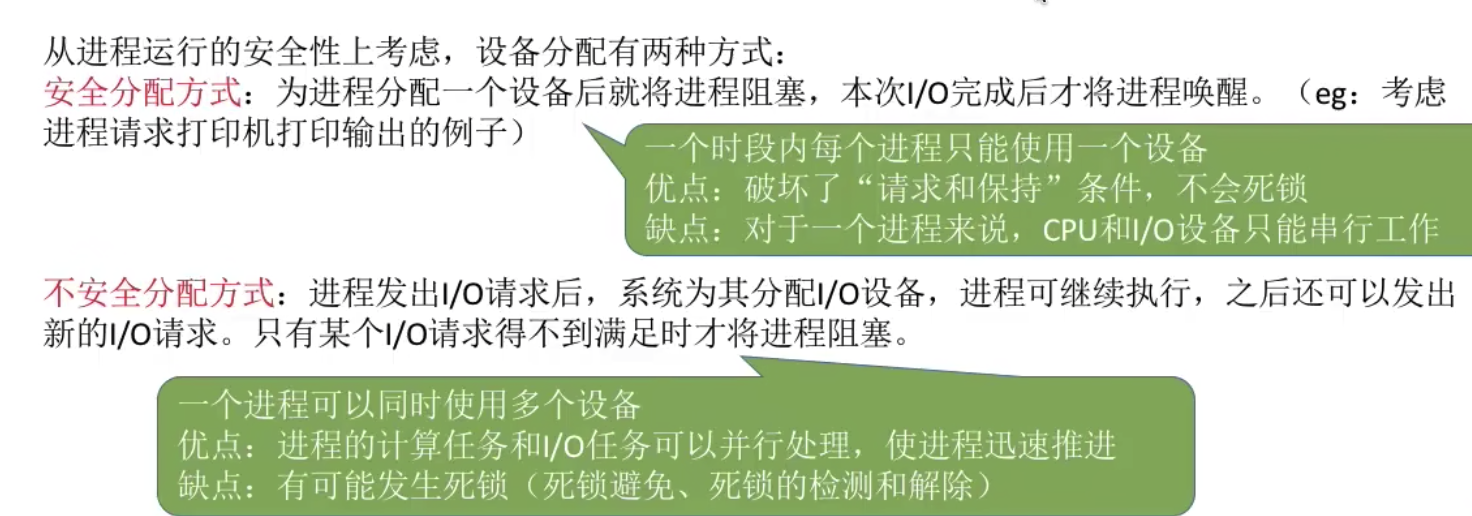 从进程运行的安全性上考虑，设备分配有两种方式：
安全分配方式：为进程分配一个设备后就将进程阻塞，本次I/O完成后才将进程唤醒。（eg：考虑
进程请求打印机打印输出的例子）
一个时段内每个进程只能使用一个设备
优点：破坏了“请求和保持”条件，不会死锁
缺点：对于一个进程来说，CPU和I/O设备只能串行工作
不安全分配方式：进程发出I/O请求后，系统为其分配I/O设备，进程可继续执行，之后还可以发出
新的I/O请求。只有某个I/O请求得不到满足时才将进程阻塞。
一个进程可以同时使用多个设备
优点：进程的计算任务和I/O任务可以并行处理，使进程迅速推进
缺点：有可能发生死锁（死锁避免、死锁的检测和解除）